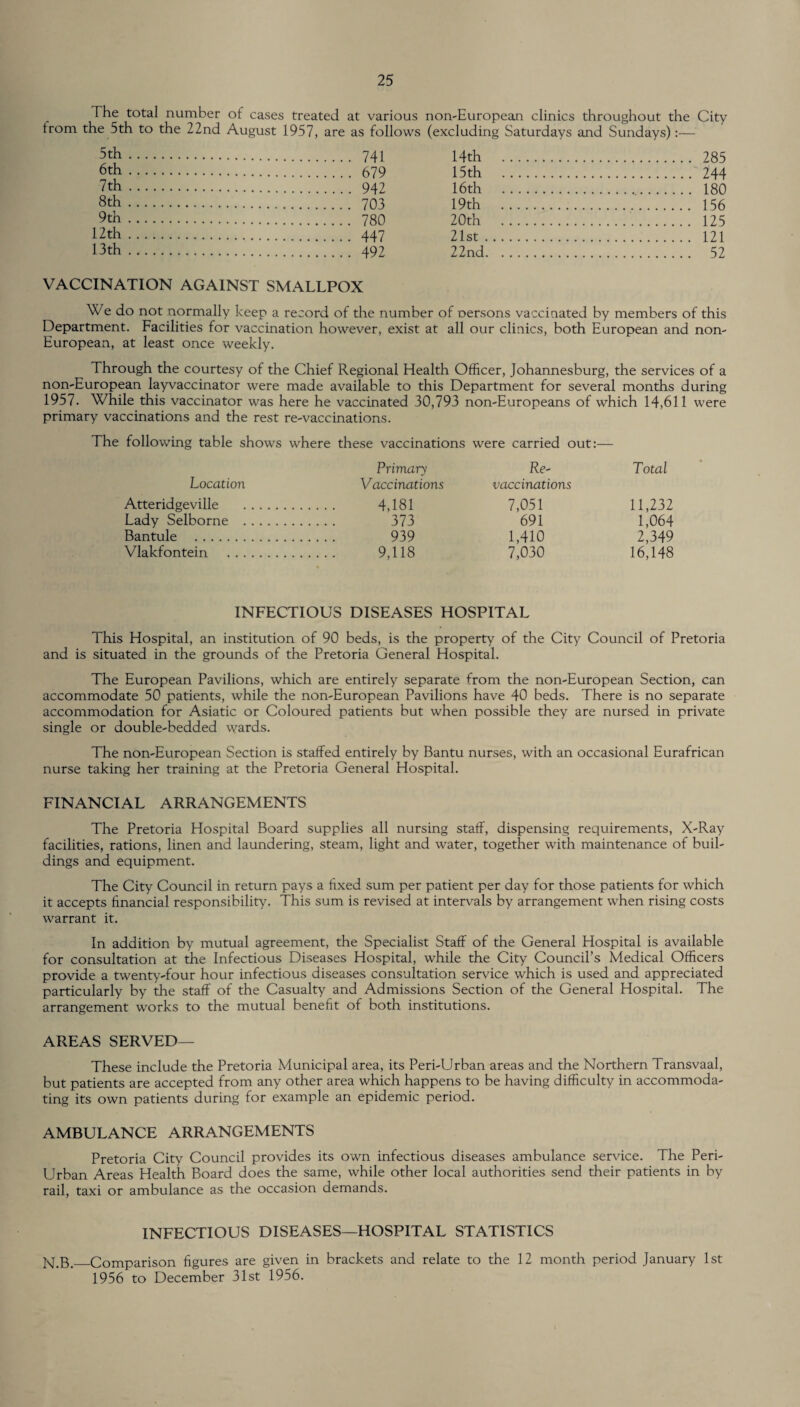 25
The total number of cases treated at various non-European clinics throughout the City
from the 5th to the 22nd August 1957, are as follows (excluding Saturdays and Sundays):—
5th . . . . . . . . . . 741 14th . . . . . . . . . . 285
6th . . . . . . . . . . 679 15th . . . . . . . . . . 244
7th . . . . . . . . . . 942 16th . . . . . . . . . . 180
8th . . . . . . . . . . 703 19th . . . . . . . . . . 156
9th . . . . . . . . . . 780 20th . . . . . . . . . . 125
12th . . . . . . . . . . 447 21st . . . . . . . . . . 121
13th . . . . . . . . . . 492 22nd. . . . . . . . . . 52
VACCINATION AGAINST SMALLPOX
We do not normally keep a record of the number of persons vaccinated by members of this
Department. Facilities for vaccination however, exist at all our clinics, both European and non-
European, at least once weekly.
Through the courtesy of the Chief Regional Health Officer, Johannesburg, the services of a
non-European layvaccinator were made available to this Department for several months during
1957. While this vaccinator was here he vaccinated 30,793 non-Europeans of which 14,611 were
primary vaccinations and the rest re-vaccinations.
The following table shows where these vaccinations were carried out:—
Primary Re- Total
Location Vaccinations vaccinations
Atteridgeville . . . . . . . . . . 4,181 7,051 11,232
Lady Selborne . . . . . . . . . . 373 691 1,064
Bantule . . . . . . . . . . 939 1,410 2,349
Vlakfontein . . . . . . . . . . 9,118 7,030 16,148
INFECTIOUS DISEASES HOSPITAL
This Hospital, an institution of 90 beds, is the property of the City Council of Pretoria
and is situated in the grounds of the Pretoria General Hospital.
The European Pavilions, which are entirely separate from the non-European Section, can
accommodate 50 patients, while the non-European Pavilions have 40 beds. There is no separate
accommodation for Asiatic or Coloured patients but when possible they are nursed in private
single or double-bedded wards.
The non-European Section is staffed entirely by Bantu nurses, with an occasional Eurafrican
nurse taking her training at the Pretoria General Hospital.
FINANCIAL ARRANGEMENTS
The Pretoria Hospital Board supplies all nursing staff, dispensing requirements, X-Ray
facilities, rations, linen and laundering, steam, light and water, together with maintenance of buil-
dings and equipment.
The City Council in return pays a fixed sum per patient per day for those patients for which
it accepts financial responsibility. This sum is revised at intervals by arrangement when rising costs
warrant it.
In addition by mutual agreement, the Specialist Staff of the General Hospital is available
for consultation at the Infectious Diseases Hospital, while the City Council's Medical Officers
provide a twenty-four hour infectious diseases consultation service which is used and appreciated
particularly by the staff of the Casualty and Admissions Section of the General Hospital. The
arrangement works to the mutual benefit of both institutions.
AREAS SERVED—
These include the Pretoria Municipal area, its Peri-Urban areas and the Northern Transvaal,
but patients are accepted from any other area which happens to be having difficulty in accommoda-
ting its own patients during for example an epidemic period.
AMBULANCE ARRANGEMENTS
Pretoria City Council provides its own infectious diseases ambulance service. The Peri-
Urban Areas Health Board does the same, while other local authorities send their patients in by
rail, taxi or ambulance as the occasion demands.
INFECTIOUS DISEASES—HOSPITAL STATISTICS
N.B.—Comparison figures are given in brackets and relate to the 12 month period January 1st
1956 to December 31st 1956.